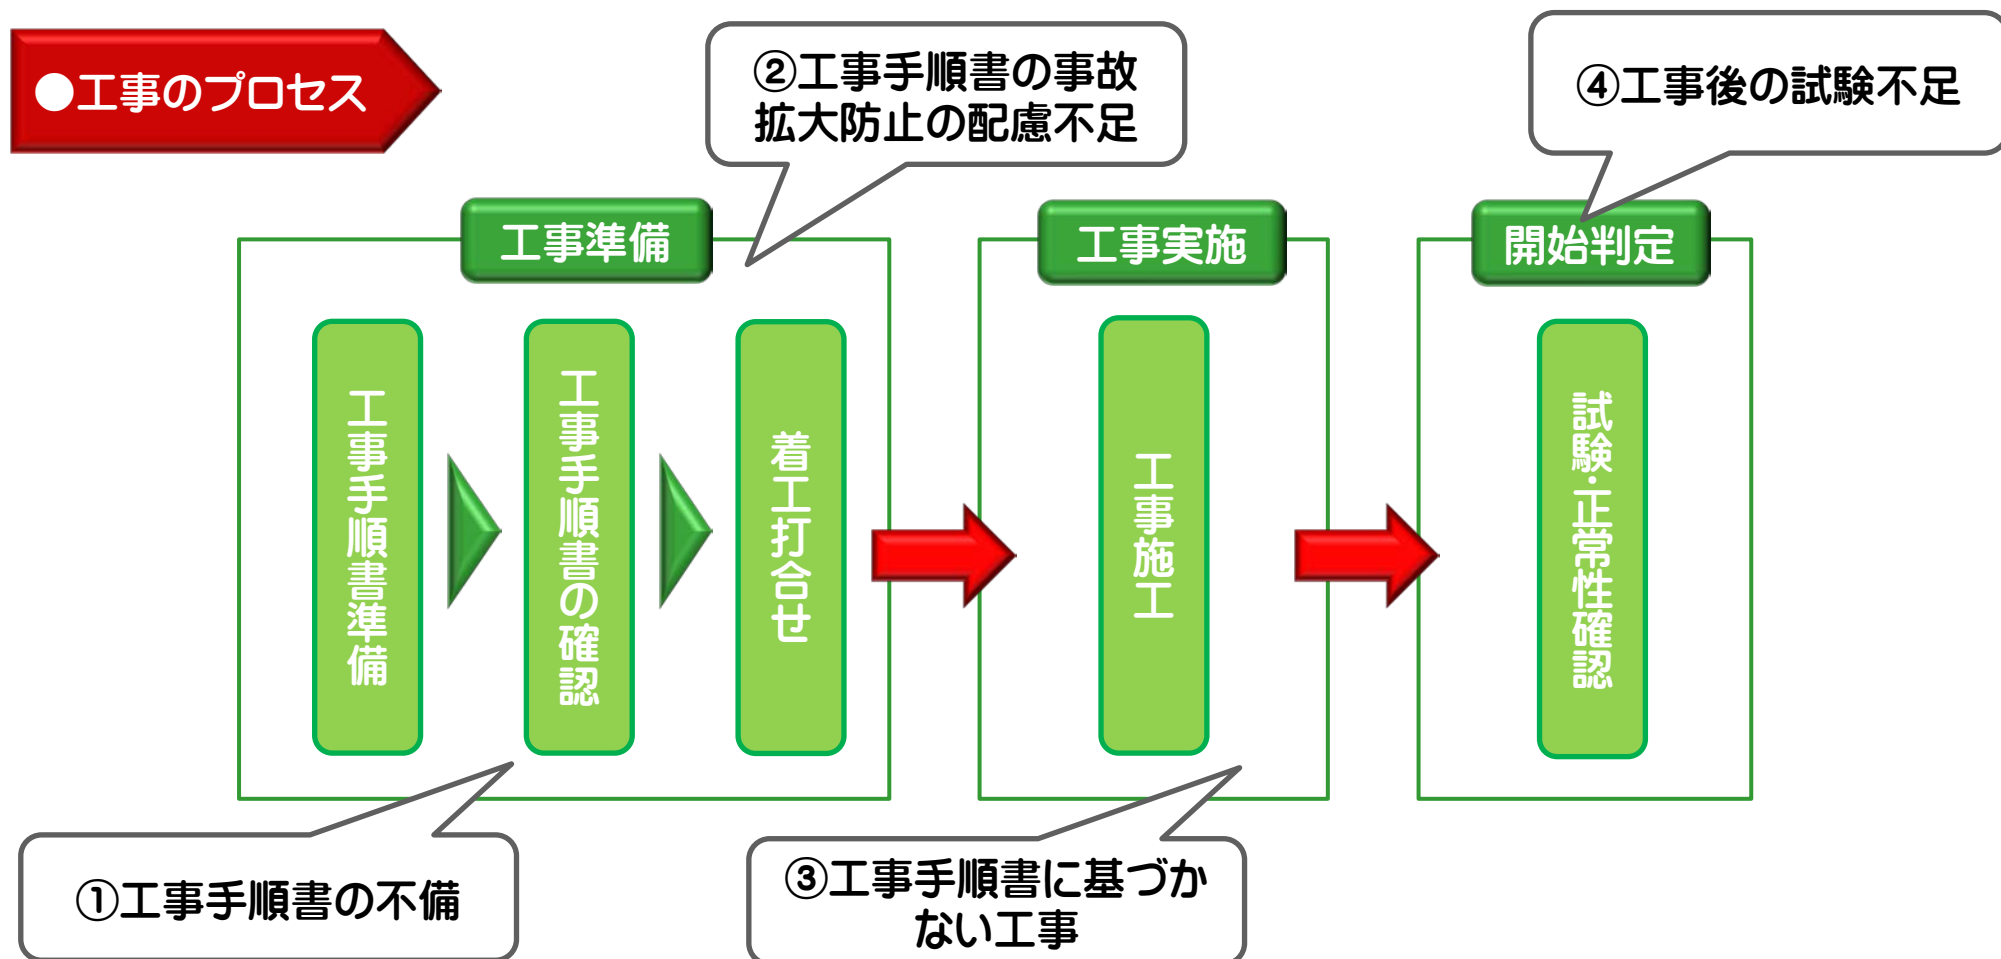 ●工事のプロセス
②工事手順書の事故
拡大防止の配慮不足
④工事後の試験不足
工事準備
工事実施
開始判定
工事手順書準備
工事手順書の確認
着工打合せ
工事施工
試験・正常性確認
①工事手順書の不備
③工事手順書に基づか
ない工事